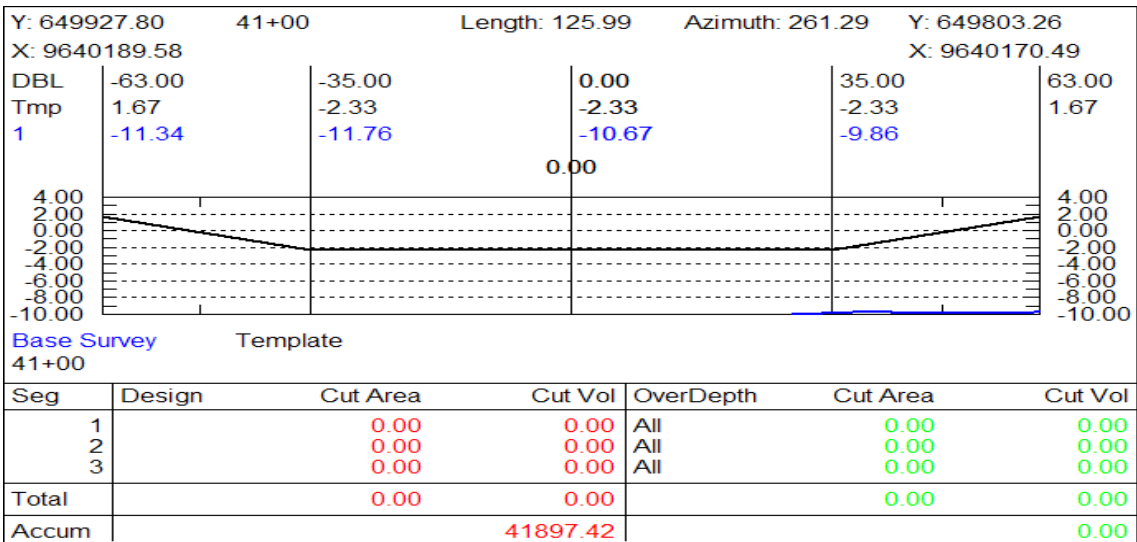 Y: 649927.80 41+00 Length: 125.99 Azimuth: 261.29 Y: 649803.26
X: 9640189.58 X: 9640170.49
DBL -63.00 -35.00 0.00 35.00 63.00
Tmp 1.67 -2.33 -2.33 -2.33 1.67
1 -11.34 -11.76 -10.67 -9.86
0.00
4.00 4.00
2.00 2.00
0.00 0.00
-2.00 -2.00
-4.00 -4.00
-6.00 -6.00
-8.00 -8.00
-10.00 -10.00
Base Survey Template
41+00
Seg Design Cut Area Cut Vol OverDepth Cut Area Cut Vol
1 0.00 0.00 All 0.00 0.00
2 0.00 0.00 All 0.00 0.00
3 0.00 0.00 All 0.00 0.00
Total 0.00 0.00 0.00 0.00
Accum 41897.42 0.00